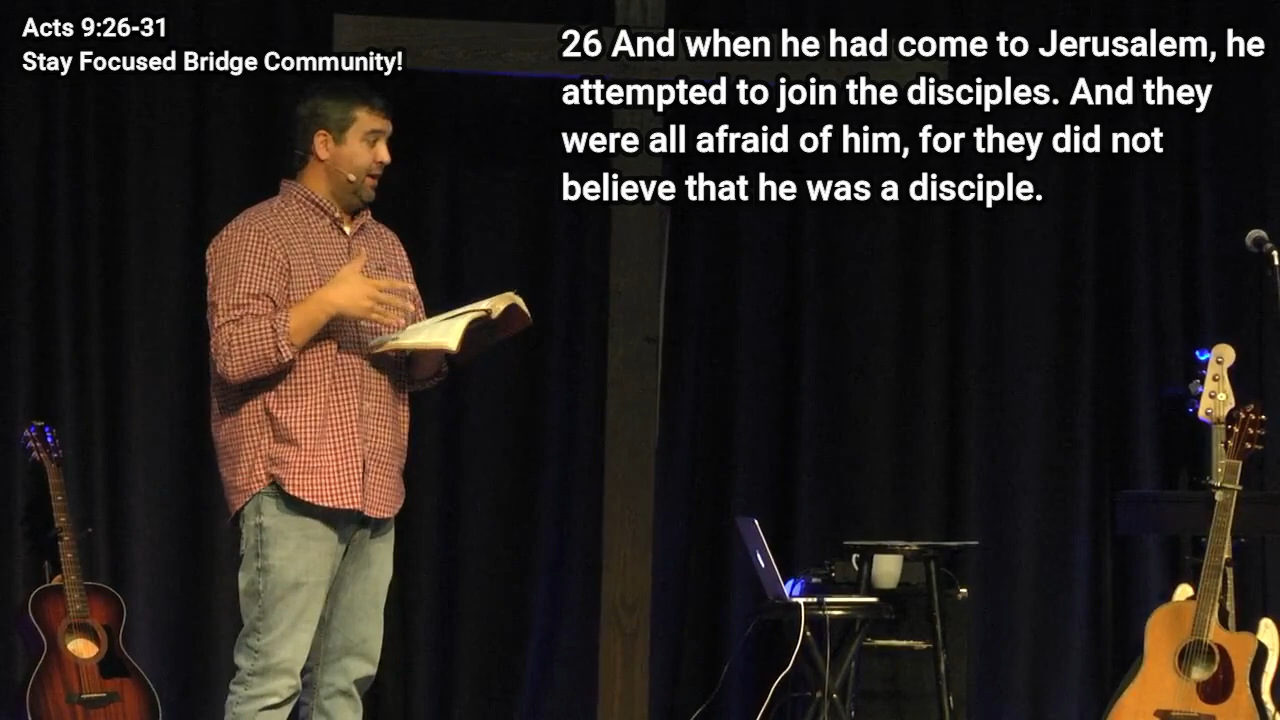 Acts 9:26-31
Stay Focused Bridge Community!
26 And when he had come to Jerusalem, he
attempted to join the disciples. And they
were all afraid of him, for they did not
believe that he was a disciple.